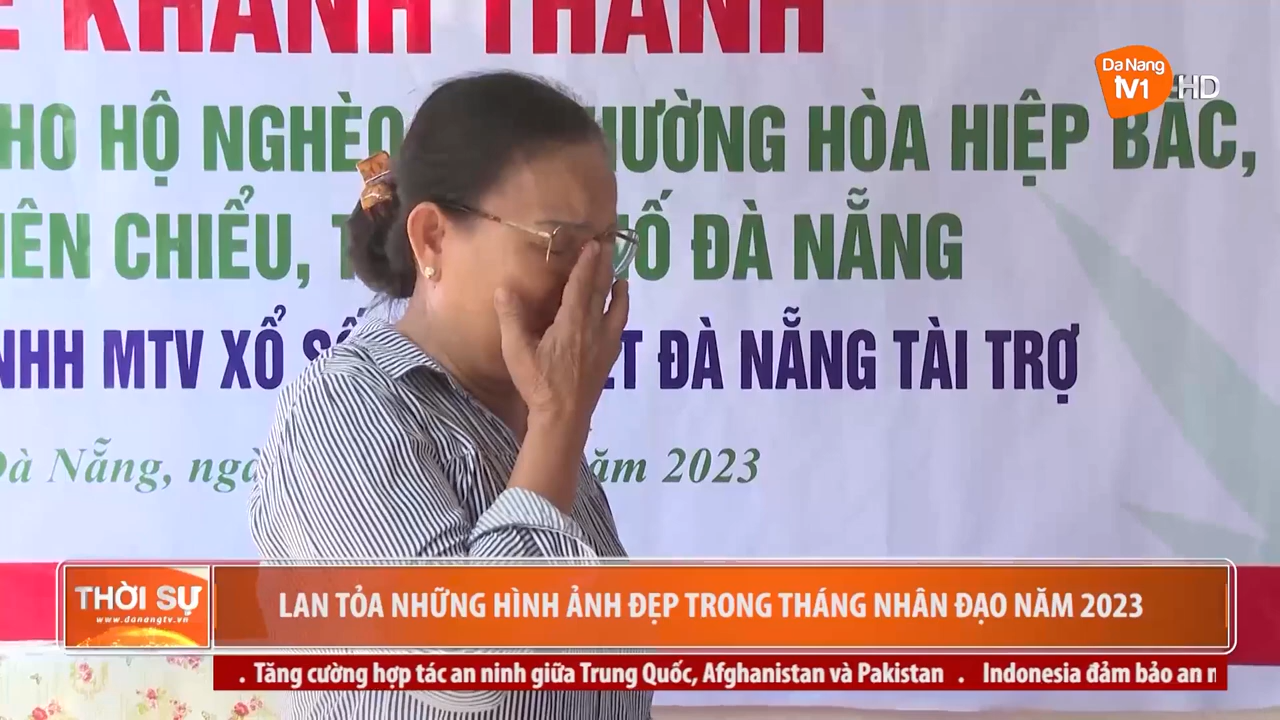 KHÁNH THÀNH
Da Nang
tv1 HD
HO HỘ NGHÈO HƯỜNG HÒA HIỆP BẮC,
IÊN CHIỂU, T Ố ĐÀ NẴNG
NHH MTV XỔ SỐ ẾT ĐÀ NẴNG TÀI TRỢ
Đà Nẵng, ngà ăm 2023
THỜI SỰ
www.danangtv.vn
LAN TỎA NHỮNG HÌNH ẢNH ĐẸP TRONG THÁNG NHÂN ĐẠO NĂM 2023
. Tăng cường hợp tác an ninh giữa Trung Quốc, Afghanistan và Pakistan . Indonesia đảm bảo an n